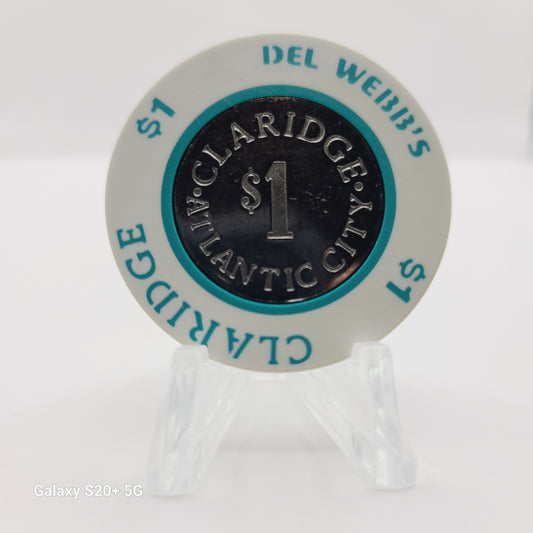 DEL WEBB'S
$1
$1
CLARIDGE
•CLARIDGE•
$1
ATLANTIC CITY
Galaxy S20+ 5G